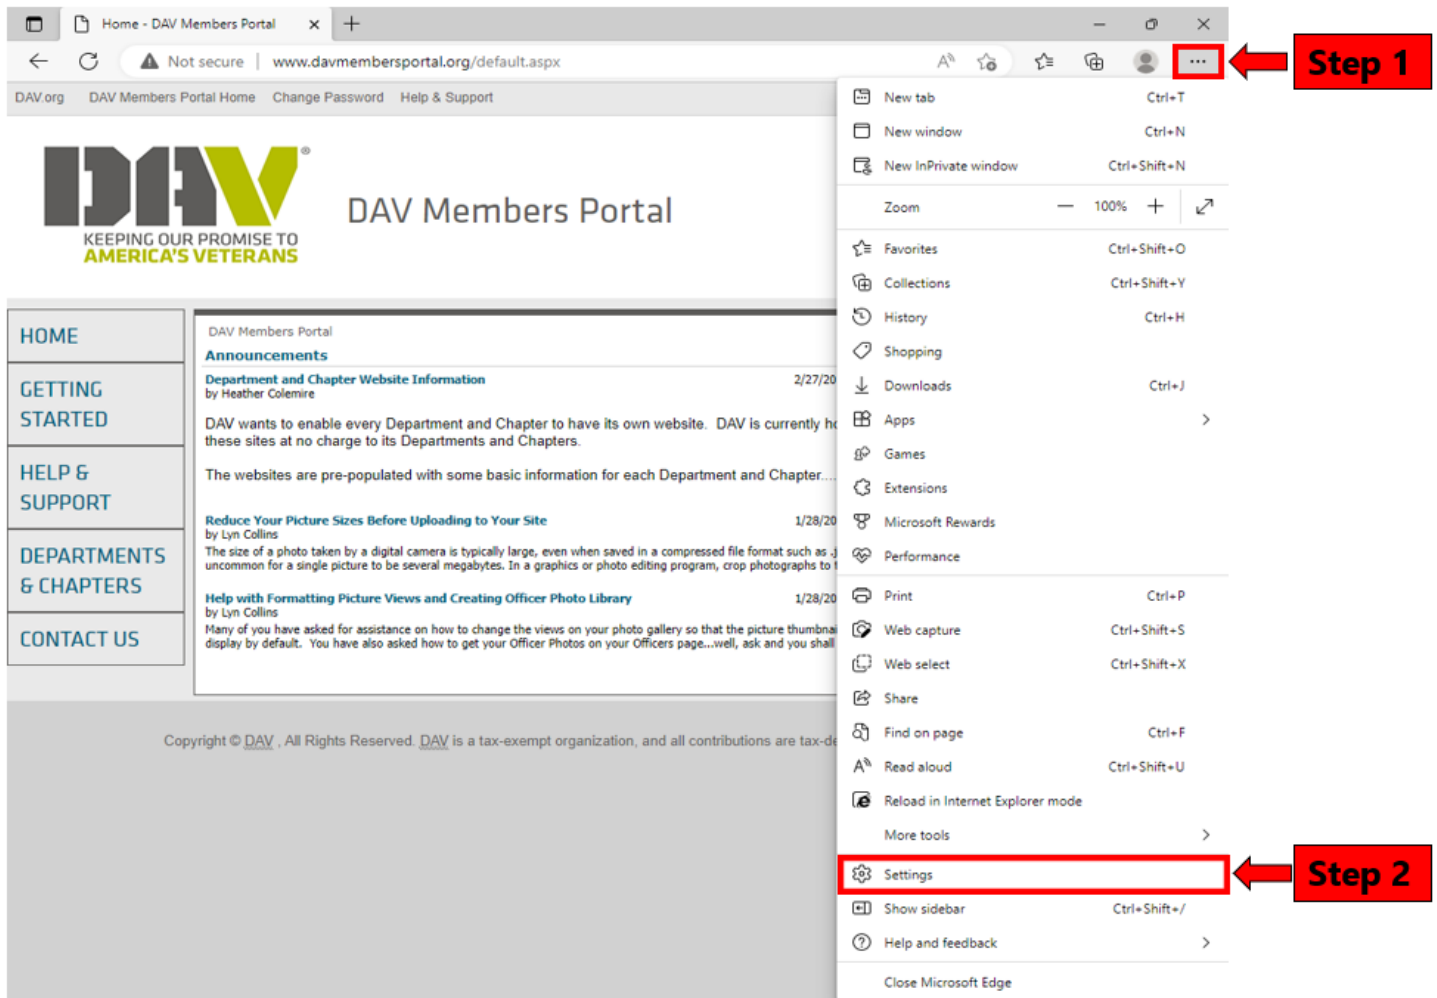 Home - DAV Members Portal
Not secure | www.davmembersportal.org/default.aspx
Step 1
DAV.org DAV Members Portal Home Change Password Help & Support
DAV®
KEEPING OUR PROMISE TO
AMERICA'S VETERANS
DAV Members Portal
HOME
GETTING
STARTED
HELP &
SUPPORT
DEPARTMENTS
& CHAPTERS
CONTACT US
DAV Members Portal
Announcements
Department and Chapter Website Information 2/27/20
by Heather Colemire
DAV wants to enable every Department and Chapter to have its own website. DAV is currently ho
these sites at no charge to its Departments and Chapters.
The websites are pre-populated with some basic information for each Department and Chapter....
Reduce Your Picture Sizes Before Uploading to Your Site 1/28/20
by Lyn Collins
The size of a photo taken by a digital camera is typically large, even when saved in a compressed file format such as .j
uncommon for a single picture to be several megabytes. In a graphics or photo editing program, crop photographs to t
Help with Formatting Picture Views and Creating Officer Photo Library 1/28/20
by Lyn Collins
Many of you have asked for assistance on how to change the views on your photo gallery so that the picture thumbnai
display by default. You have also asked how to get your Officer Photos on your Officers page...well, ask and you shall
Copyright © DAV , All Rights Reserved. DAV is a tax-exempt organization, and all contributions are tax-de
New tab Ctrl+T
New window Ctrl+N
New InPrivate window Ctrl+Shift+N
Zoom — 100% +
Favorites Ctrl+Shift+O
Collections Ctrl+Shift+Y
History Ctrl+H
Shopping
Downloads Ctrl+J
Apps
Games
Extensions
Microsoft Rewards
Performance
Print Ctrl+P
Web capture Ctrl+Shift+S
Web select Ctrl+Shift+X
Share
Find on page Ctrl+F
Read aloud Ctrl+Shift+U
Reload in Internet Explorer mode
More tools
Settings
Step 2
Show sidebar Ctrl+Shift+/
Help and feedback
Close Microsoft Edge